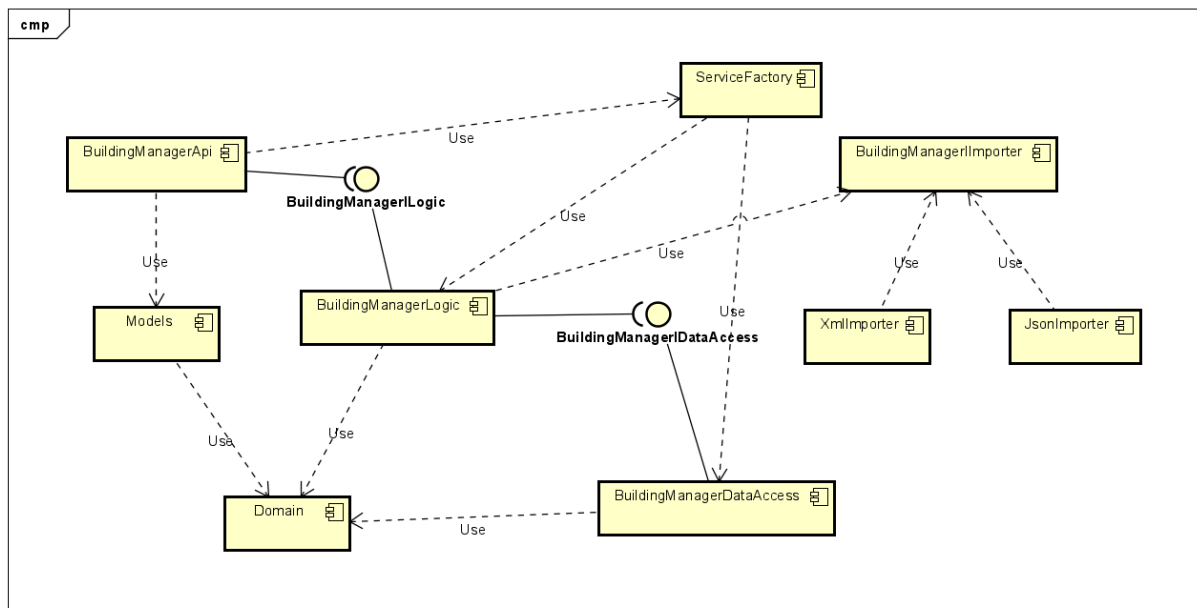 cmp
ServiceFactory
Use
BuildingManagerApi
BuildingManagerIImporter
BuildingManagerILogic
Use
Use
Use
Use
Use
BuildingManagerLogic
Models
Use
BuildingManagerIDataAccess
XmlImporter
JsonImporter
Use
Use
Use
BuildingManagerDataAccess
Domain
Use